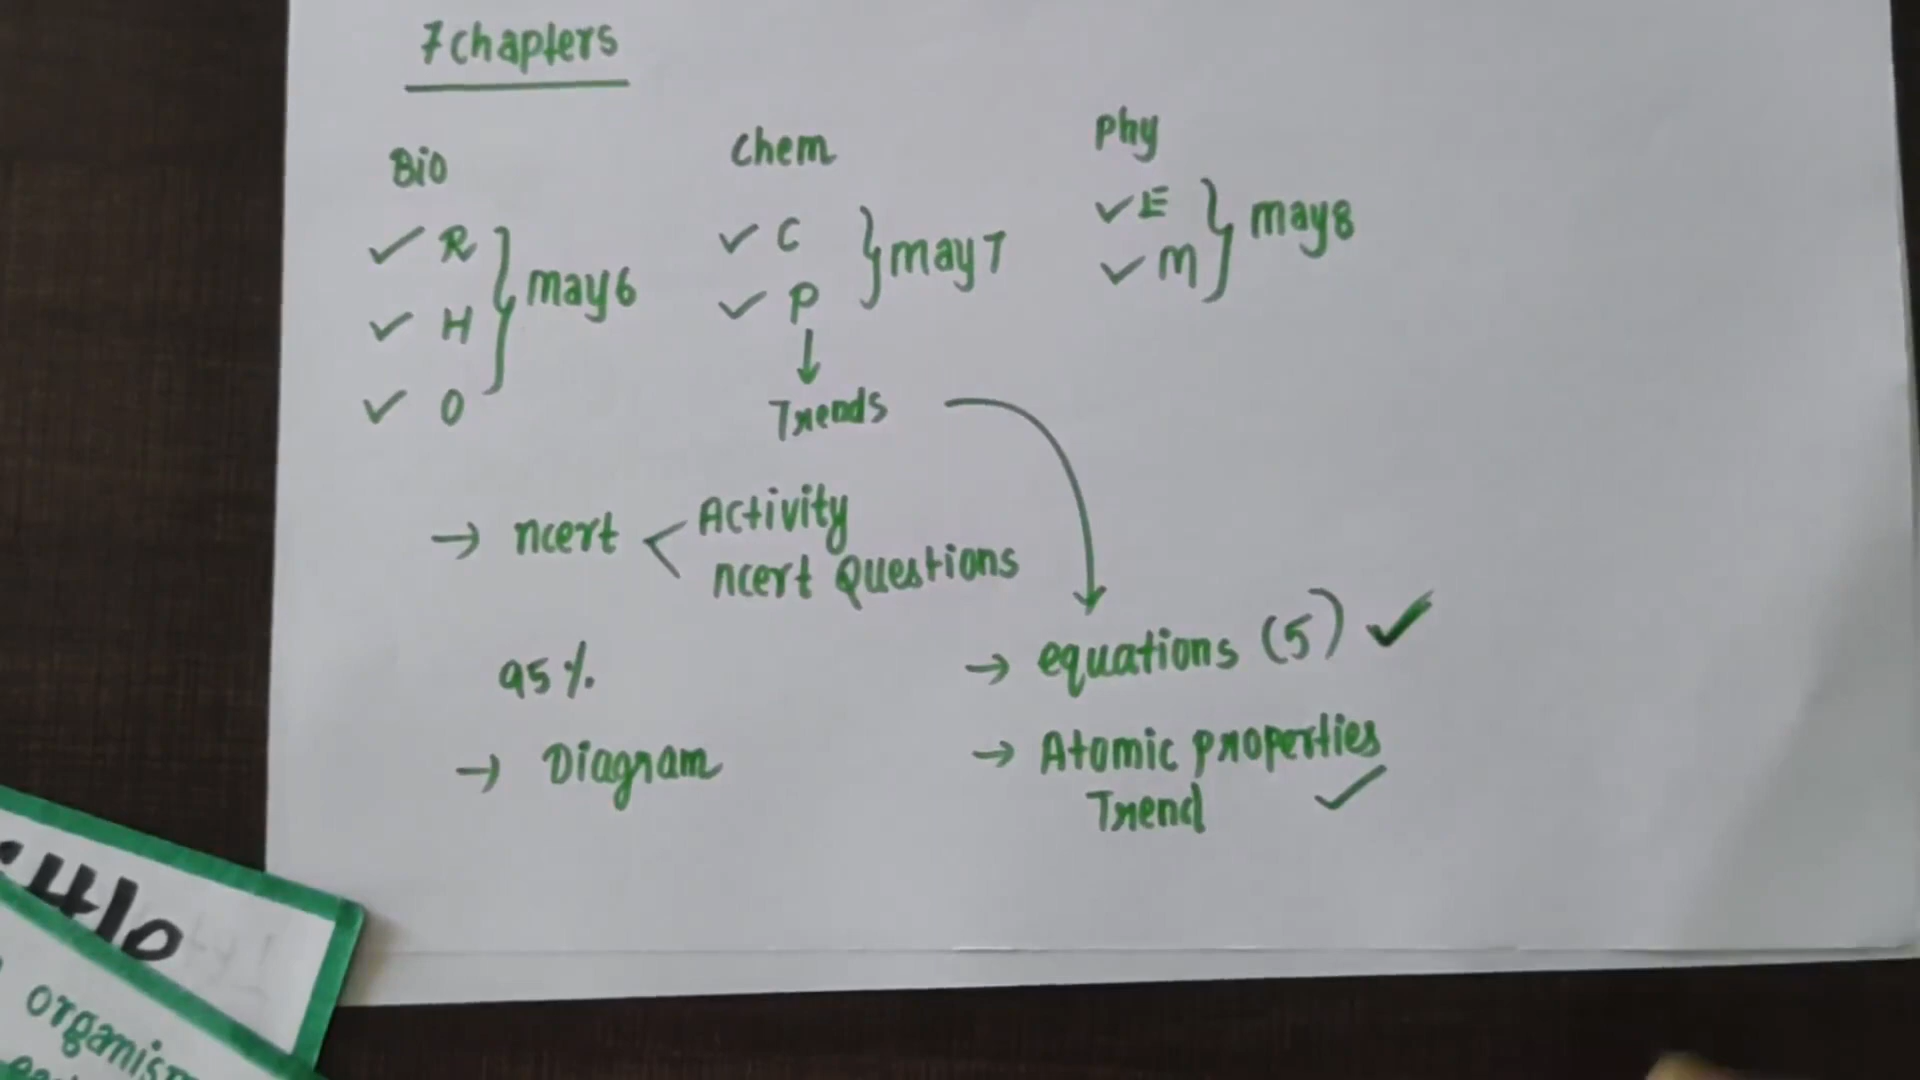 7 chapters
Bio
✓ R
✓ H
✓ O
may 6
Chem
✓ C
✓ P
may 7
↓
Trends
Phy
✓ E
✓ M
may 8
→ ncert < Activity
ncert Questions
95 %
→ Diagram
→ equations (5) ✓
→ Atomic properties
Trend ✓
organism